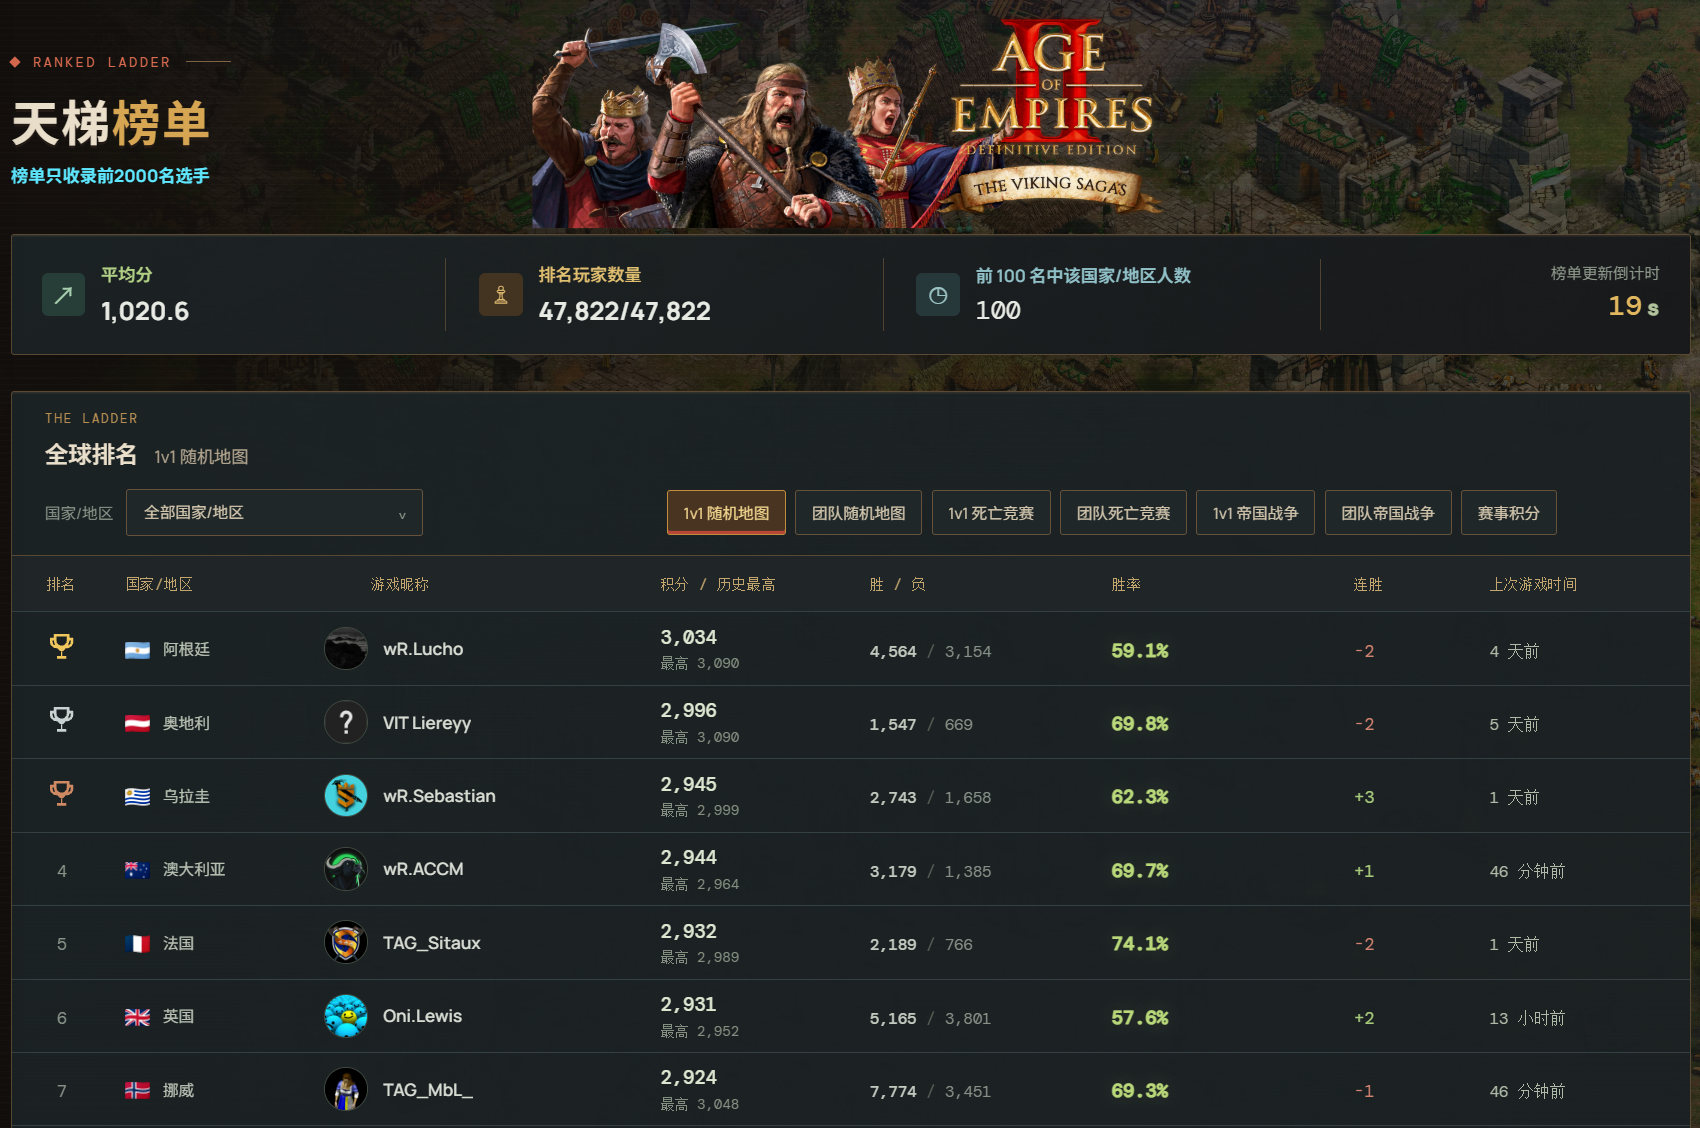 RANKED LADDER
天梯榜单
榜单只收录前2000名选手
AGE
II
OF
EMPIRES
DEFINITIVE EDITION
THE VIKING SAGAS
平均分
1,020.6
排名玩家数量
47,822/47,822
前 100 名中该国家/地区人数
100
榜单更新倒计时
19 s
THE LADDER
全球排名 1v1 随机地图
国家/地区 全部国家/地区 v
1v1 随机地图 团队随机地图 1v1 死亡竞赛 团队死亡竞赛 1v1 帝国战争 团队帝国战争 赛事积分
排名 国家/地区 游戏昵称 积分 / 历史最高 胜 / 负 胜率 连胜 上次游戏时间
阿根廷 wR.Lucho 3,034 最高 3,090 4,564 / 3,154 59.1% -2 4 天前
奥地利 ? VIT Liereyy 2,996 最高 3,090 1,547 / 669 69.8% -2 5 天前
乌拉圭 wR.Sebastian 2,945 最高 2,999 2,743 / 1,658 62.3% +3 1 天前
4 澳大利亚 wR.ACCM 2,944 最高 2,964 3,179 / 1,385 69.7% +1 46 分钟前
5 法国 TAG_Sitaux 2,932 最高 2,989 2,189 / 766 74.1% -2 1 天前
6 英国 Oni.Lewis 2,931 最高 2,952 5,165 / 3,801 57.6% +2 13 小时前
7 挪威 TAG_MbL_ 2,924 最高 3,048 7,774 / 3,451 69.3% -1 46 分钟前